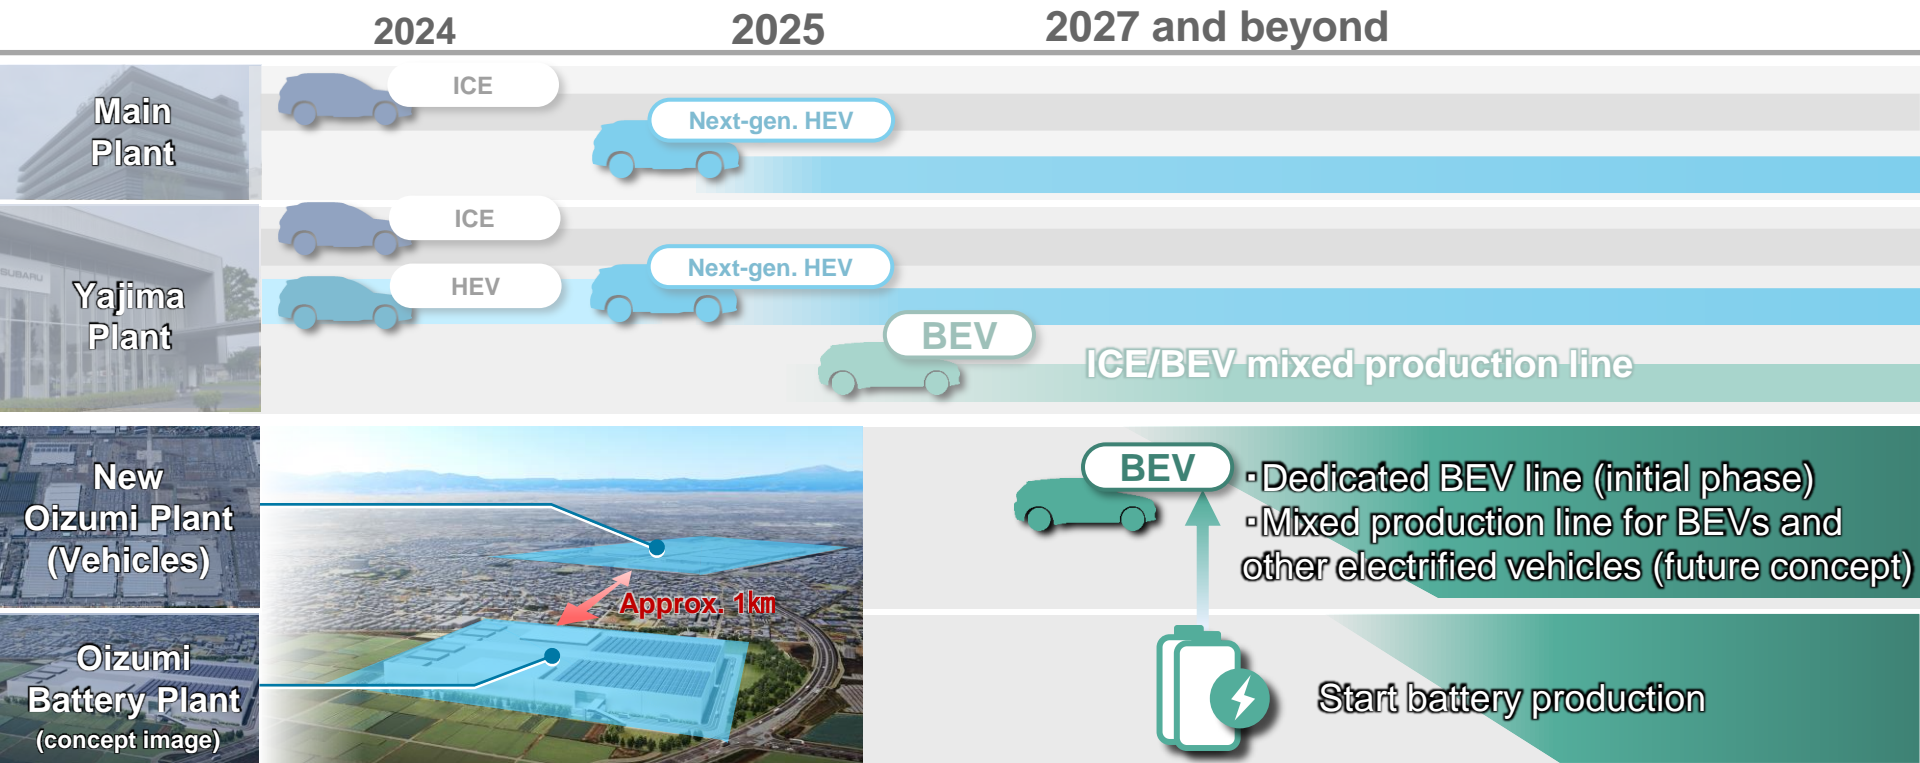 2024
2025
2027 and beyond
Main
Plant
ICE
Next-gen. HEV
SUBARU
Yajima
Plant
ICE
HEV
Next-gen. HEV
BEV
ICE/BEV mixed production line
New
Oizumi Plant
(Vehicles)
Approx. 1㎞
BEV
・Dedicated BEV line (initial phase)
・Mixed production line for BEVs and
other electrified vehicles (future concept)
Oizumi
Battery Plant
(concept image)
Start battery production